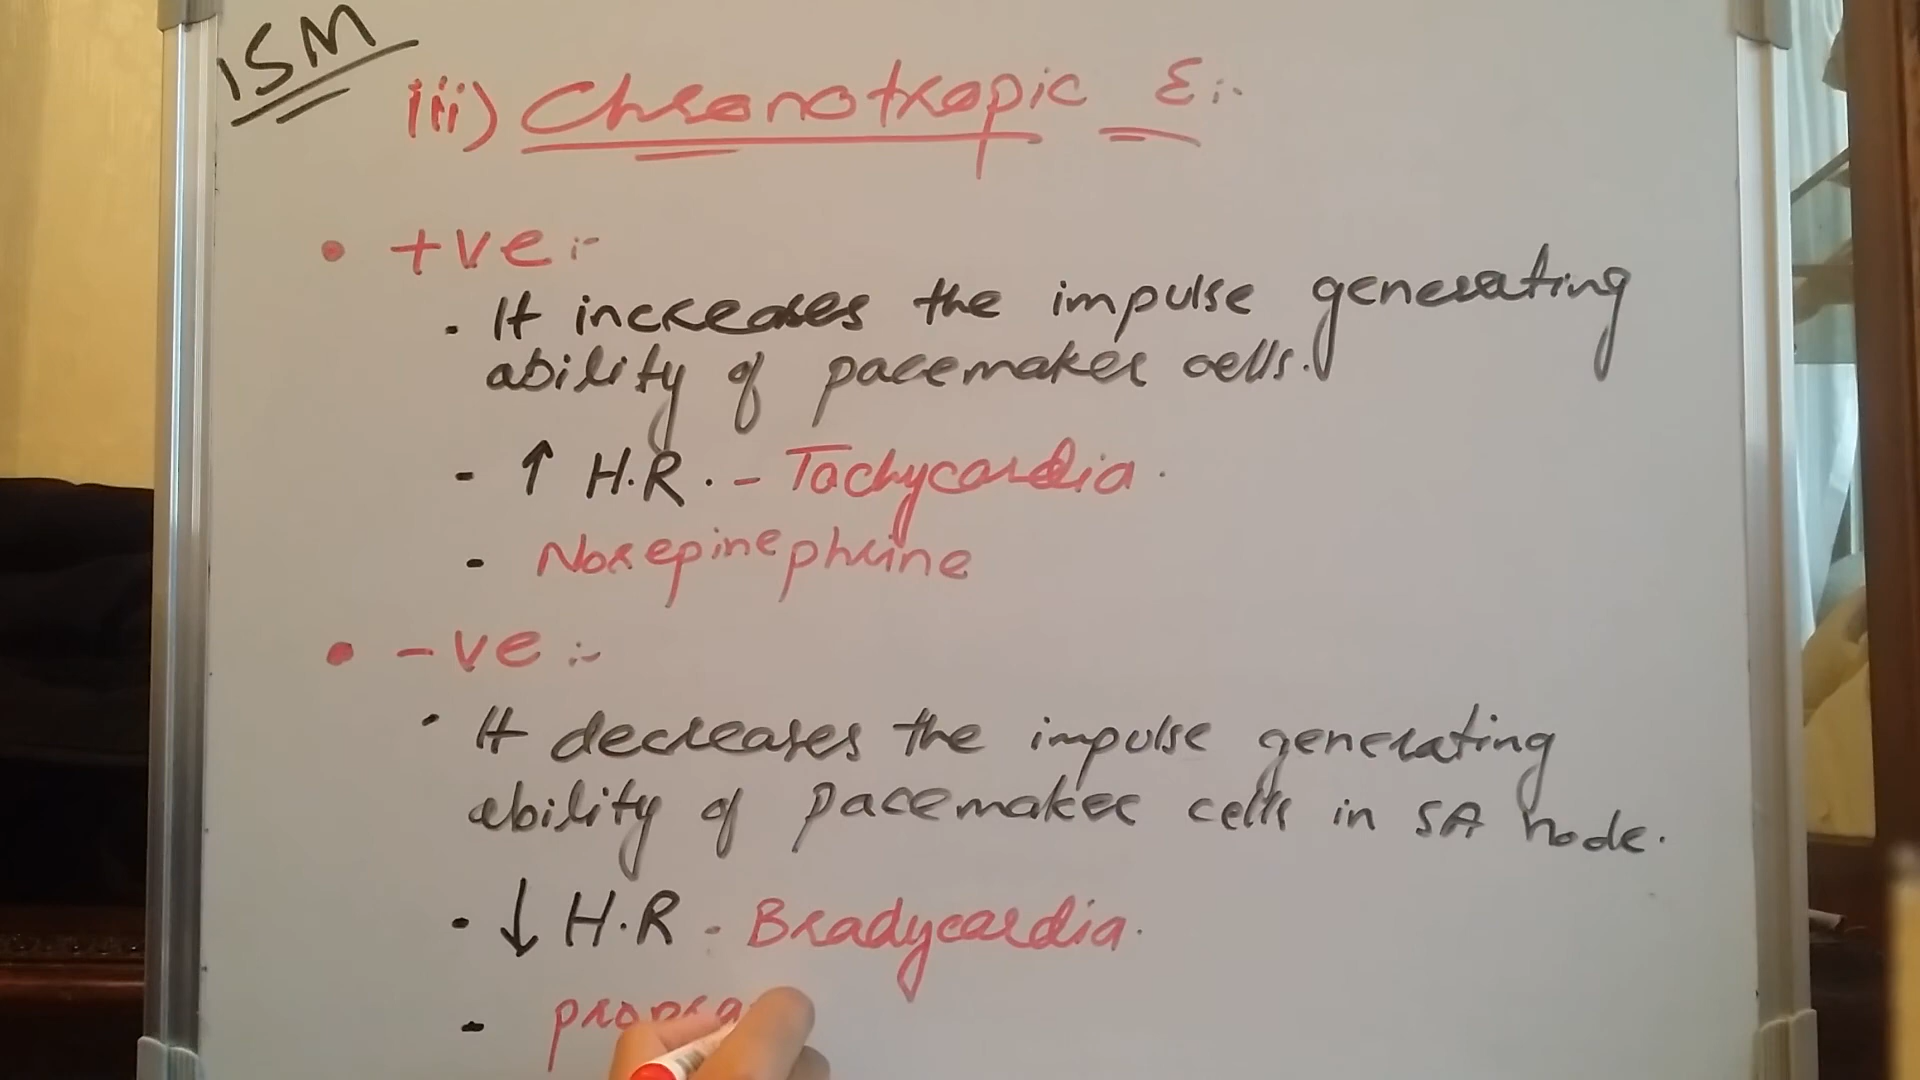 ISM
iii) Chronotropic E:-
• +ve:-
. It increases the impulse generating
ability of pacemaker cells.
- ↑ H.R. - Tachycardia.
- Norepinephrine
• -ve :-
• It decreases the impulse generating
ability of pacemaker cells in SA node.
- ↓ H.R - Bradycardia.
- propra